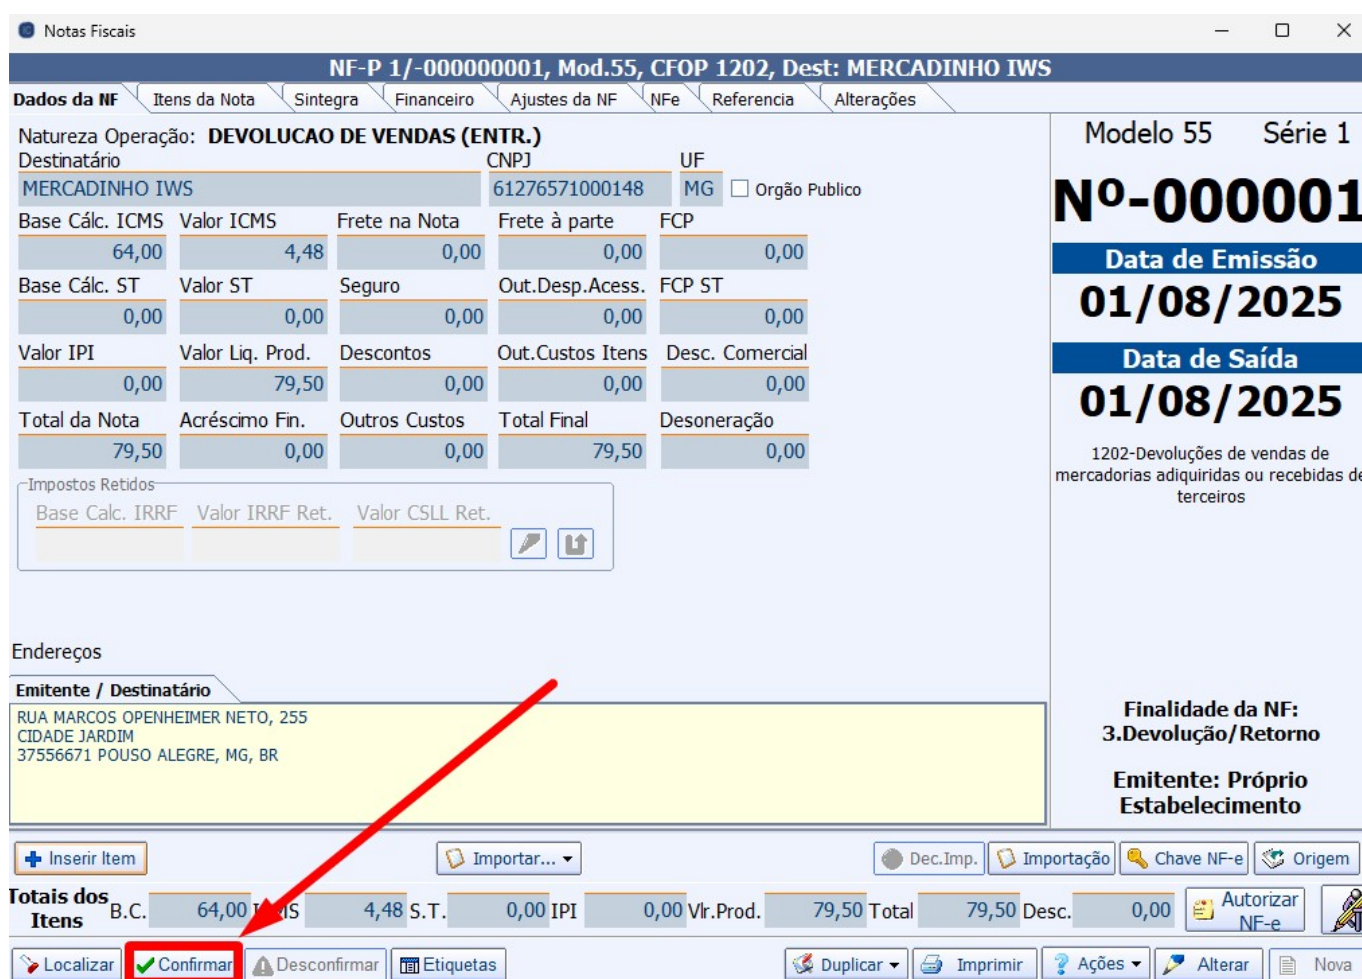 Notas Fiscais
NF-P 1/-000000001, Mod.55, CFOP 1202, Dest: MERCADINHO IWS
Dados da NF Itens da Nota Sintegra Financeiro Ajustes da NF NFe Referencia Alterações
Natureza Operação: DEVOLUCAO DE VENDAS (ENTR.)
Destinatário CNPJ UF
MERCADINHO IWS 61276571000148 MG Orgão Publico
Base Cálc. ICMS Valor ICMS Frete na Nota Frete à parte FCP
64,00 4,48 0,00 0,00 0,00
Base Cálc. ST Valor ST Seguro Out.Desp.Acess. FCP ST
0,00 0,00 0,00 0,00 0,00
Valor IPI Valor Liq. Prod. Descontos Out.Custos Itens Desc. Comercial
0,00 79,50 0,00 0,00 0,00
Total da Nota Acréscimo Fin. Outros Custos Total Final Desoneração
79,50 0,00 0,00 79,50 0,00
Impostos Retidos
Base Calc. IRRF Valor IRRF Ret. Valor CSLL Ret.
Endereços
Emitente / Destinatário
RUA MARCOS OPENHEIMER NETO, 255
CIDADE JARDIM
37556671 POUSO ALEGRE, MG, BR
Modelo 55 Série 1
Nº-000001
Data de Emissão
01/08/2025
Data de Saída
01/08/2025
1202-Devoluções de vendas de
mercadorias adiquiridas ou recebidas de
terceiros
Finalidade da NF:
3.Devolução/Retorno
Emitente: Próprio
Estabelecimento
Inserir Item Importar... Dec.Imp. Importação Chave NF-e Origem
Totais dos
Itens B.C. 64,00 4,48 S.T. 0,00 IPI 0,00 Vlr.Prod. 79,50 Total 79,50 Desc. 0,00 Autorizar
NF-e
Localizar Confirmar Desconfirmar Etiquetas Duplicar Imprimir Ações Alterar Nova